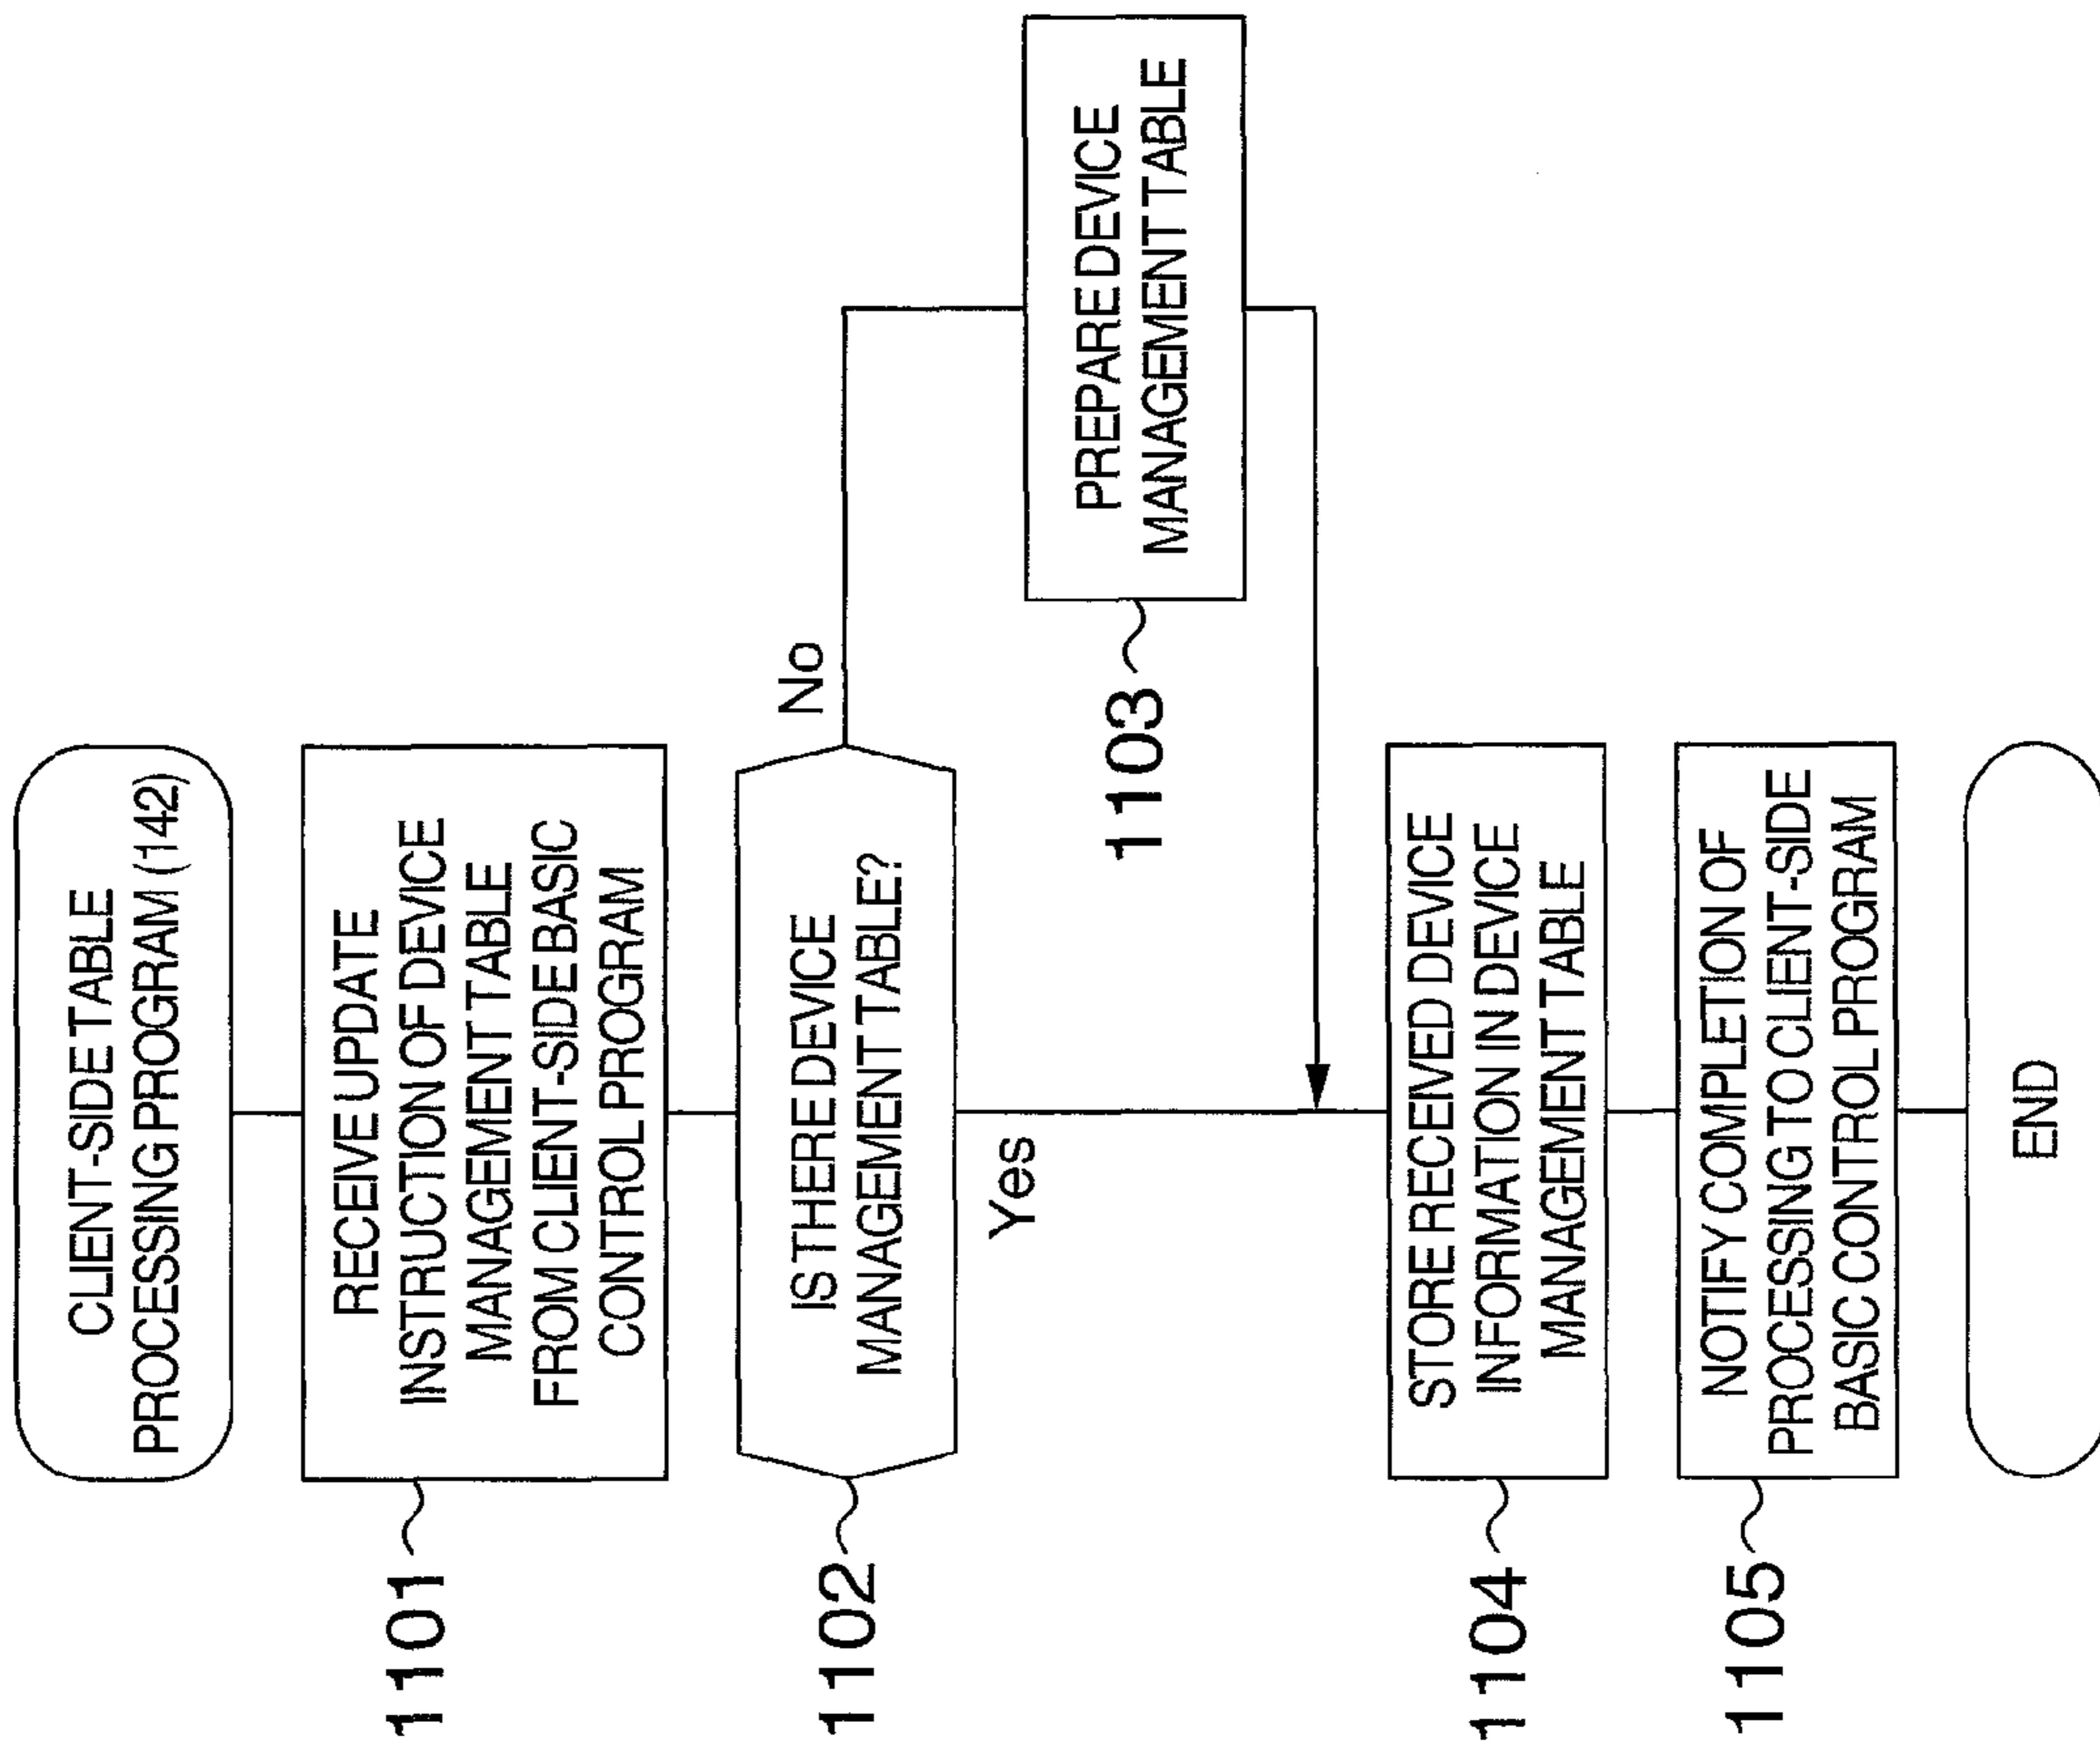 CLIENT-SIDE TABLE
PROCESSING PROGRAM (142)
1101
RECEIVE UPDATE
INSTRUCTION OF DEVICE
MANAGEMENT TABLE
FROM CLIENT-SIDE BASIC
CONTROL PROGRAM
1102
IS THERE DEVICE
MANAGEMENT TABLE?
No
Yes
1103
PREPARE DEVICE
MANAGEMENT TABLE
1104
STORE RECEIVED DEVICE
INFORMATION IN DEVICE
MANAGEMENT TABLE
1105
NOTIFY COMPLETION OF
PROCESSING TO CLIENT-SIDE
BASIC CONTROL PROGRAM
END